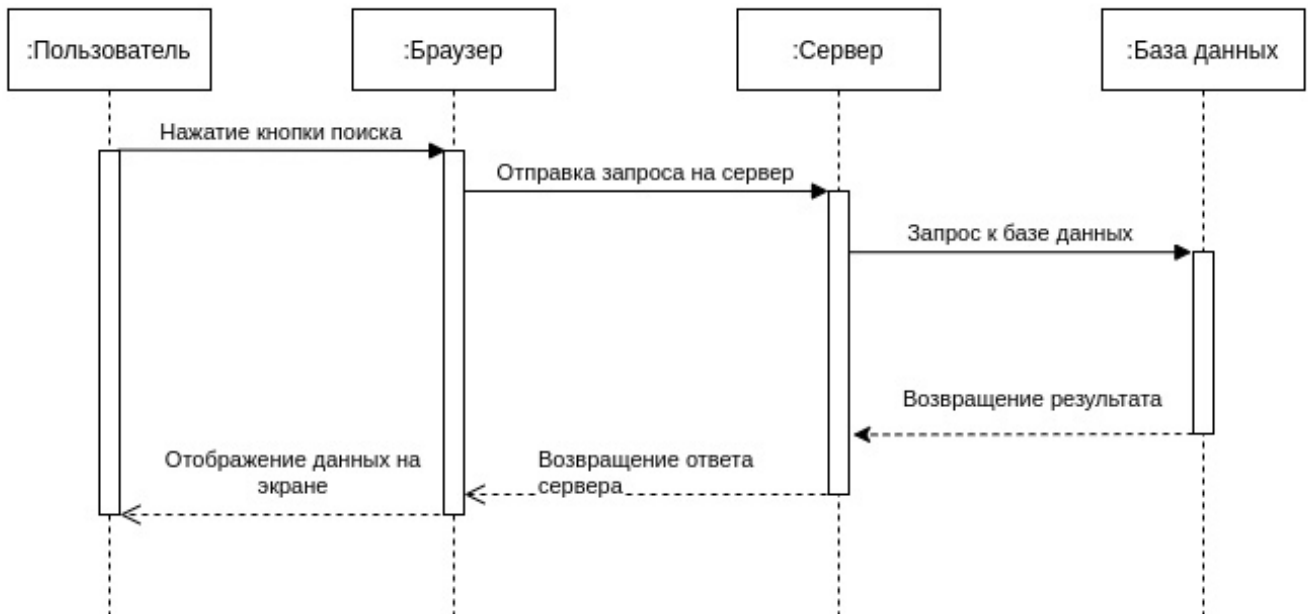 :Пользователь
:Браузер
:Сервер
:База данных
Нажатие кнопки поиска
Отправка запроса на сервер
Запрос к базе данных
Возвращение результата
Отображение данных на
экране
Возвращение ответа
сервера